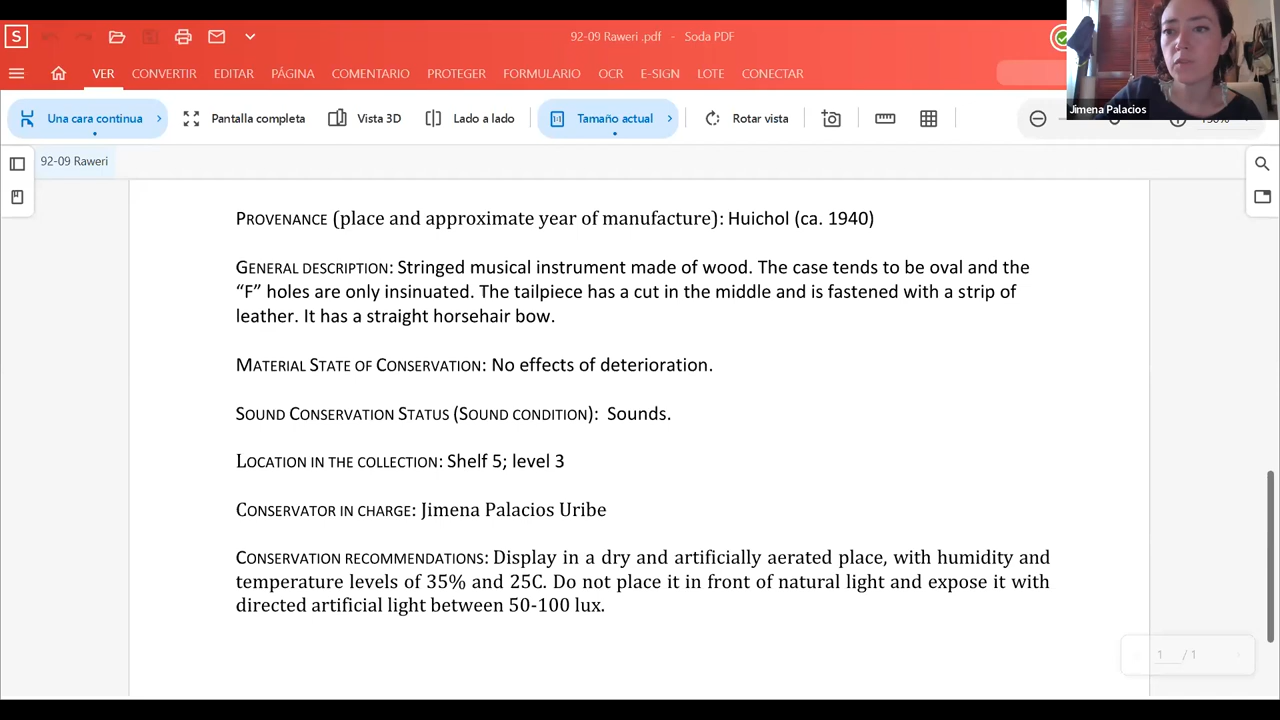 S
92-09 Raweri .pdf - Soda PDF
VER CONVERTIR EDITAR PÁGINA COMENTARIO PROTEGER FORMULARIO OCR E-SIGN LOTE CONECTAR
Jimena Palacios
Una cara continua Pantalla completa Vista 3D Lado a lado Tamaño actual Rotar vista
92-09 Raweri
PROVENANCE (place and approximate year of manufacture): Huichol (ca. 1940)
GENERAL DESCRIPTION: Stringed musical instrument made of wood. The case tends to be oval and the
“F” holes are only insinuated. The tailpiece has a cut in the middle and is fastened with a strip of
leather. It has a straight horsehair bow.
MATERIAL STATE OF CONSERVATION: No effects of deterioration.
SOUND CONSERVATION STATUS (SOUND CONDITION): Sounds.
LOCATION IN THE COLLECTION: Shelf 5; level 3
CONSERVATOR IN CHARGE: Jimena Palacios Uribe
CONSERVATION RECOMMENDATIONS: Display in a dry and artificially aerated place, with humidity and
temperature levels of 35% and 25C. Do not place it in front of natural light and expose it with
directed artificial light between 50-100 lux.
1 / 1